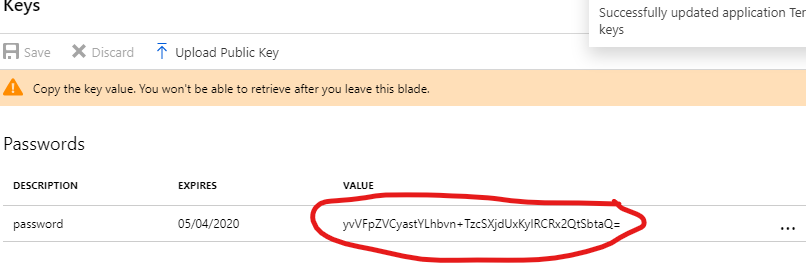 Keys
Successfully updated application Ter
keys
Save Discard Upload Public Key
Copy the key value. You won't be able to retrieve after you leave this blade.
Passwords
DESCRIPTION EXPIRES VALUE
password 05/04/2020 yvVFpZVCyastYLhbvn+TzcSXjdUxKyIRCRx2QtSbtaQ=